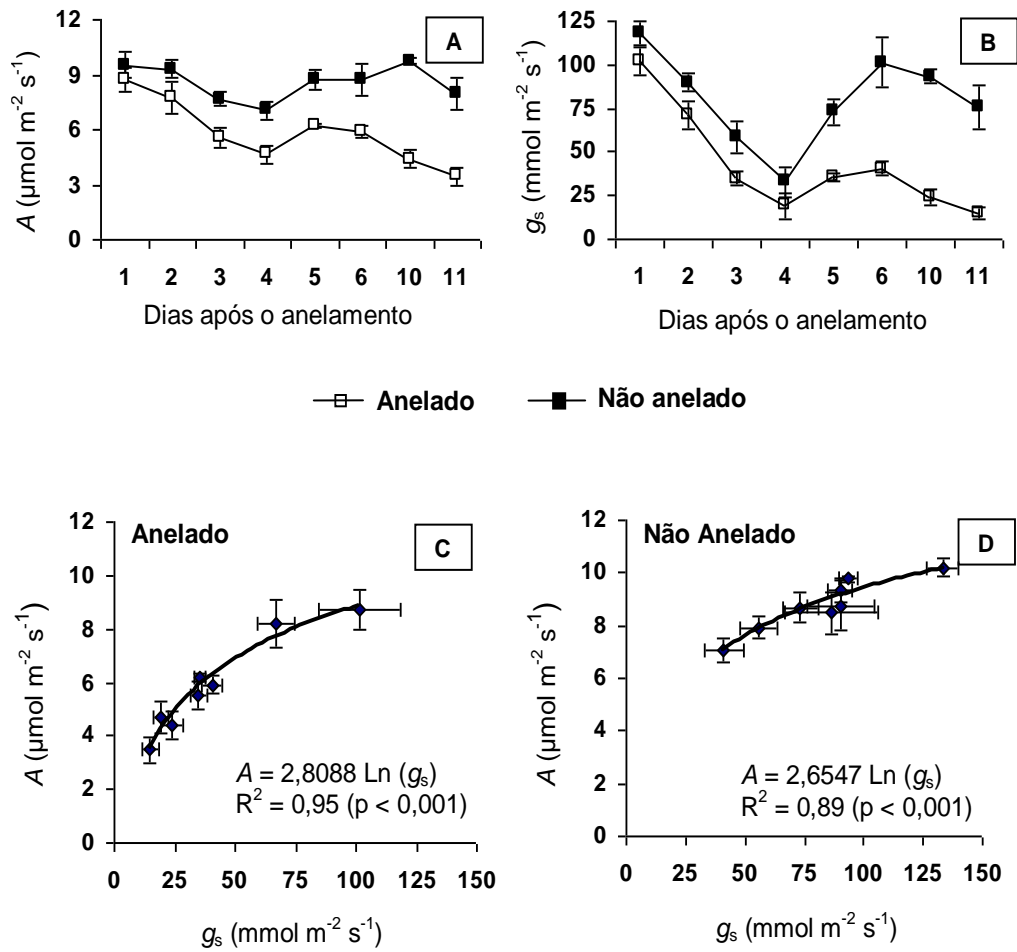 A
A (µmol m⁻² s⁻¹)
12
9
6
3
0
1 2 3 4 5 6 10 11
Dias após o anelamento
B
gs (mmol m⁻² s⁻¹)
125
100
75
50
25
0
1 2 3 4 5 6 10 11
Dias após o anelamento
Anelado
Não anelado
Anelado
C
A (µmol m⁻² s⁻¹)
12
10
8
6
4
2
0
A = 2,8088 Ln (gs)
R² = 0,95 (p < 0,001)
0 25 50 75 100 125 150
gs (mmol m⁻² s⁻¹)
Não Anelado
D
A (µmol m⁻² s⁻¹)
12
10
8
6
4
2
0
A = 2,6547 Ln (gs)
R² = 0,89 (p < 0,001)
0 25 50 75 100 125 150
gs (mmol m⁻² s⁻¹)